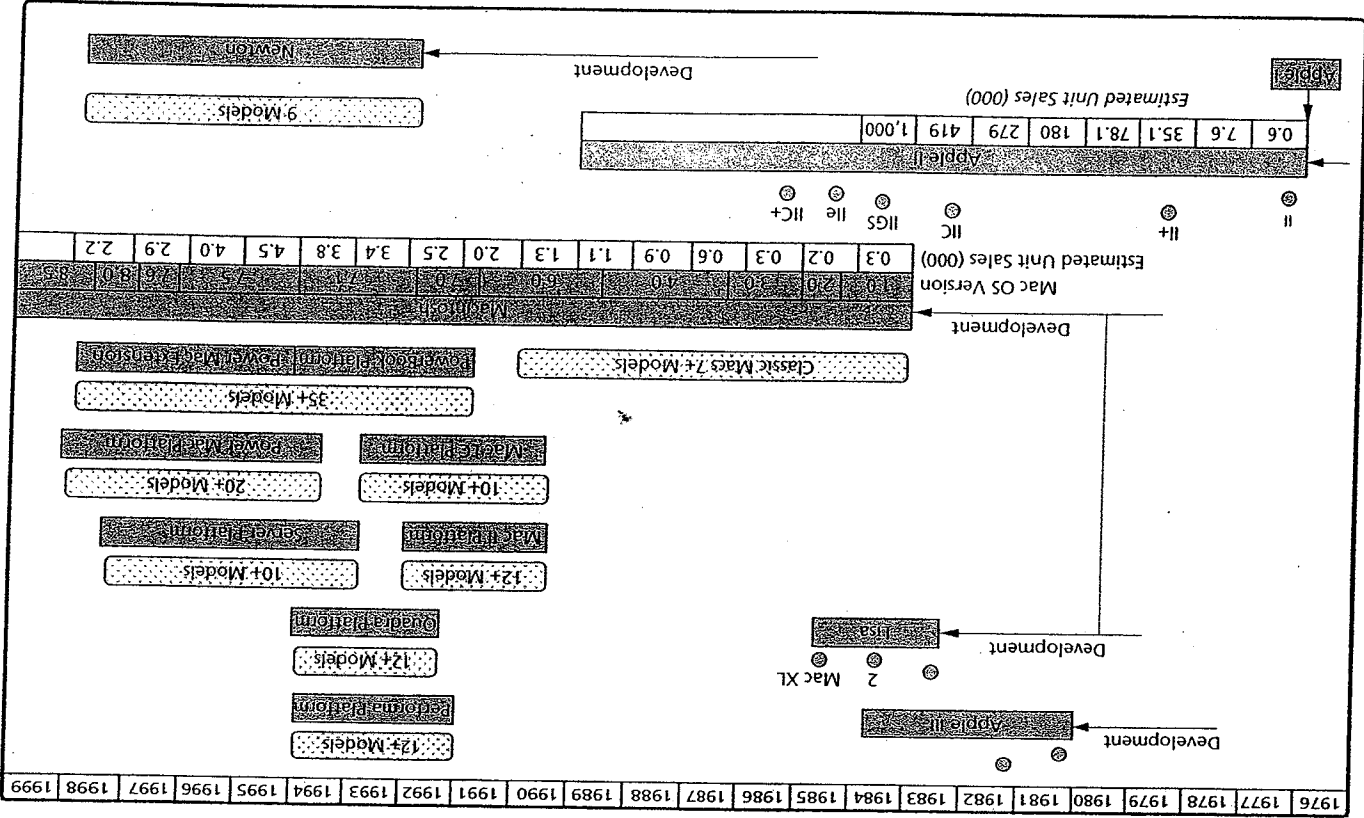 1976 1977 1978 1979 1980 1981 1982 1983 1984 1985 1986 1987 1988 1989 1990 1991 1992 1993 1994 1995 1996 1997 1998 1999
Development
Apple III
12+ Models
Performa Platform
2 Mac XL
Development
Lisa
12+ Models
Quadra Platform
12+ Models
10+ Models
Mac II Platform
Server Platform
10+ Models
20+ Models
Mac LC Platform
Power Mac Platform
35+ Models
Classic Macs 7+ Models
PowerBook Platform
Power Mac Extension
Development
Macintosh
Mac OS Version
1.0 2.0 3.0 4.0 6.0 7.0 7.1 7.5 7.6 8.0 8.5
Estimated Unit Sales (000)
0.3 0.2 0.3 0.6 0.9 1.1 1.3 2.0 2.5 3.4 3.8 4.5 4.0 2.9 2.2
II II+ IIC IIGS IIe IIC+
Apple II
0.6 7.6 35.1 78.1 180 279 419 1,000
Estimated Unit Sales (000)
9 Models
Apple I
Development
Newton